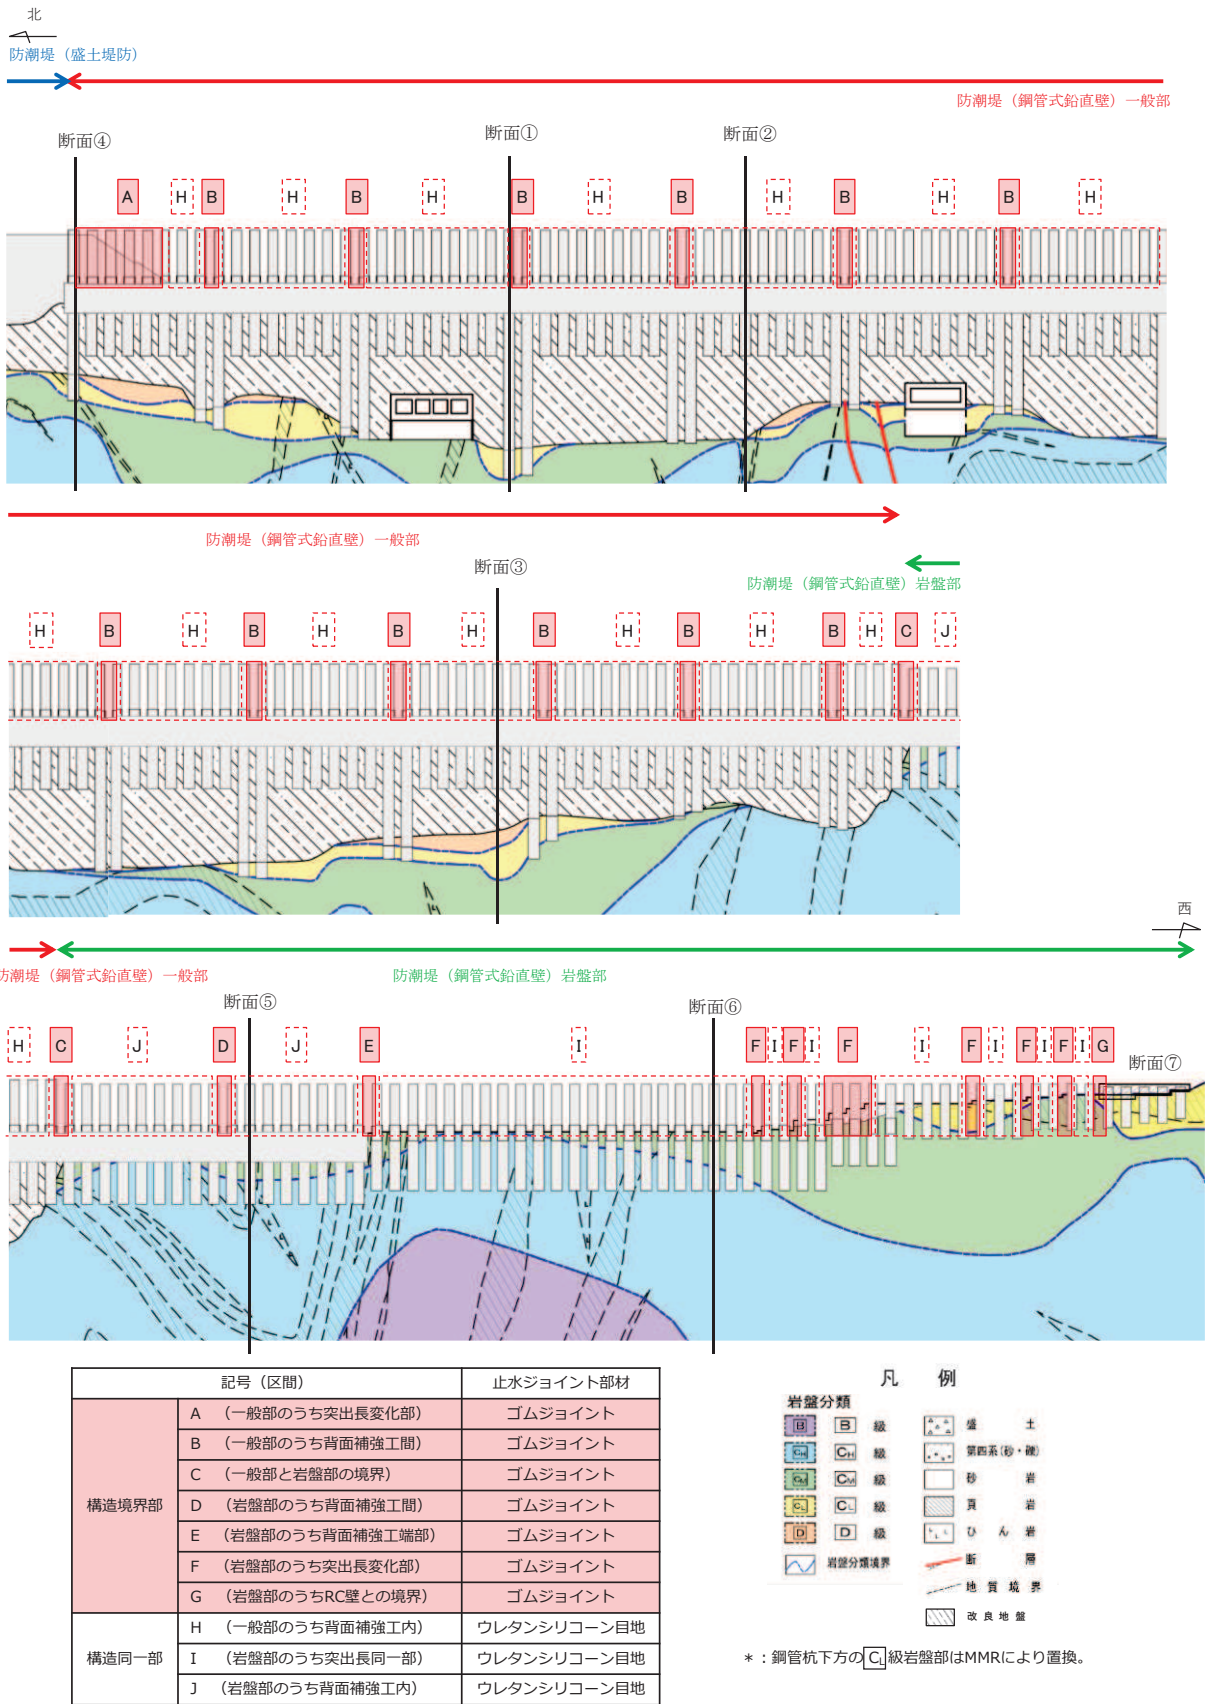 北
防潮堤（盛土堤防）
防潮堤（鋼管式鉛直壁）一般部
断面④
断面①
断面②
A H B H B H B H B H B H B H
防潮堤（鋼管式鉛直壁）一般部
断面③
防潮堤（鋼管式鉛直壁）岩盤部
H B H B H B H B H B H B H C J
西
防潮堤（鋼管式鉛直壁）一般部
防潮堤（鋼管式鉛直壁）岩盤部
断面⑤
断面⑥
H C J D J E I F I F I F I F I F I F I G
断面⑦
記号（区間） 止水ジョイント部材
構造境界部
A （一般部のうち突出長変化部） ゴムジョイント
B （一般部のうち背面補強工間） ゴムジョイント
C （一般部と岩盤部の境界） ゴムジョイント
D （岩盤部のうち背面補強工間） ゴムジョイント
E （岩盤部のうち背面補強工端部） ゴムジョイント
F （岩盤部のうち突出長変化部） ゴムジョイント
G （岩盤部のうちRC壁との境界） ゴムジョイント
構造同一部
H （一般部のうち背面補強工内） ウレタンシリコーン目地
I （岩盤部のうち突出長同一部） ウレタンシリコーン目地
J （岩盤部のうち背面補強工内） ウレタンシリコーン目地
凡 例
岩盤分類
B B 級
CH CH 級
CM CM 級
CL CL 級
D D 級
岩盤分類境界
盛 土
第四系(砂・礫)
砂 岩
頁 岩
ひ ん 岩
断 層
地 質 境 界
改 良 地 盤
＊：鋼管杭下方のCL級岩盤部はMMRにより置換。